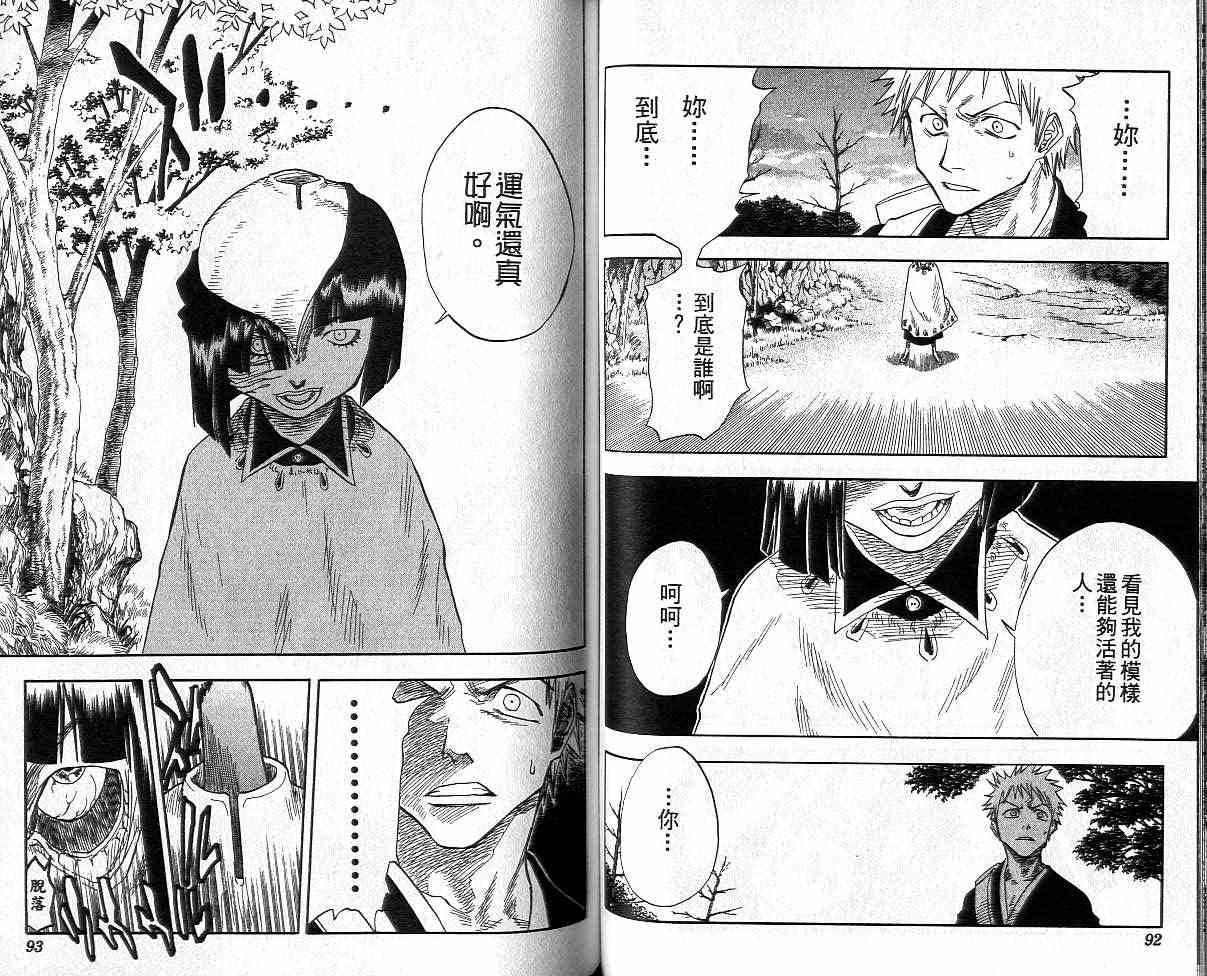 …妳………
妳……
到底…
到底是誰啊
…?
看見我的模樣
還能夠活著的
人…
呵呵…
…你…
92
運氣還真
好啊。
…………
脫落
93